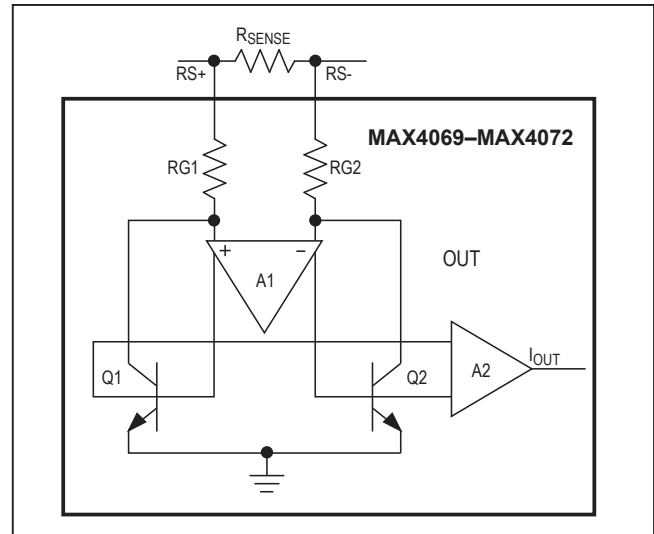 RSENSE
RS+ RS-
MAX4069–MAX4072
RG1 RG2
+ −
OUT
A1
IOUT
Q1 Q2 A2